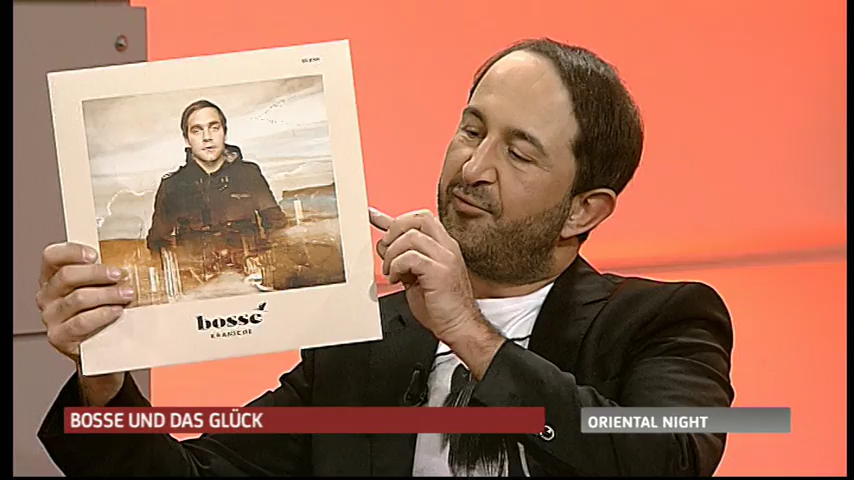 bosse
KRANICHE
BOSSE UND DAS GLÜCK
ORIENTAL NIGHT